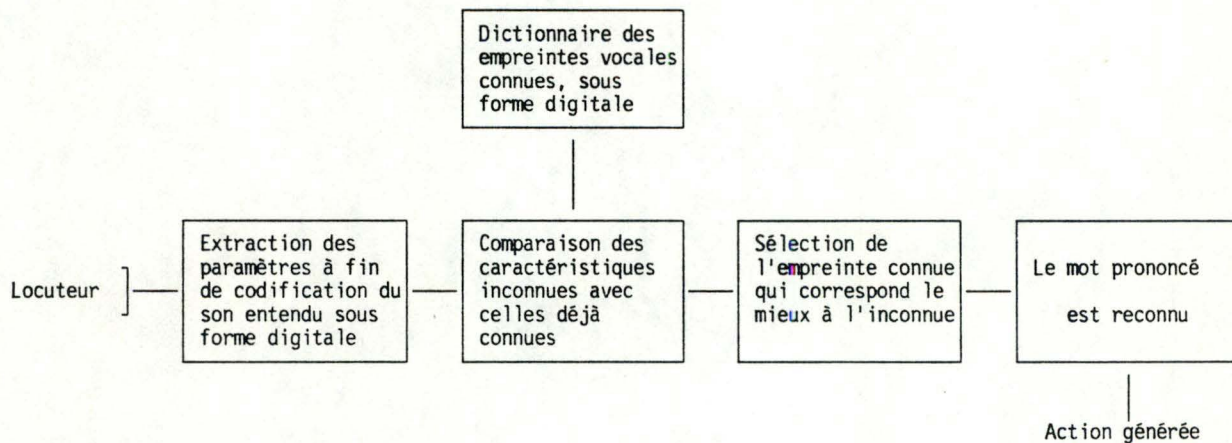 Dictionnaire des
empreintes vocales
connues, sous
forme digitale
Locuteur
Extraction des
paramètres à fin
de codification du
son entendu sous
forme digitale
Comparaison des
caractéristiques
inconnues avec
celles déjà
connues
Sélection de
l'empreinte connue
qui correspond le
mieux à l'inconnue
Le mot prononcé
est reconnu
Action générée